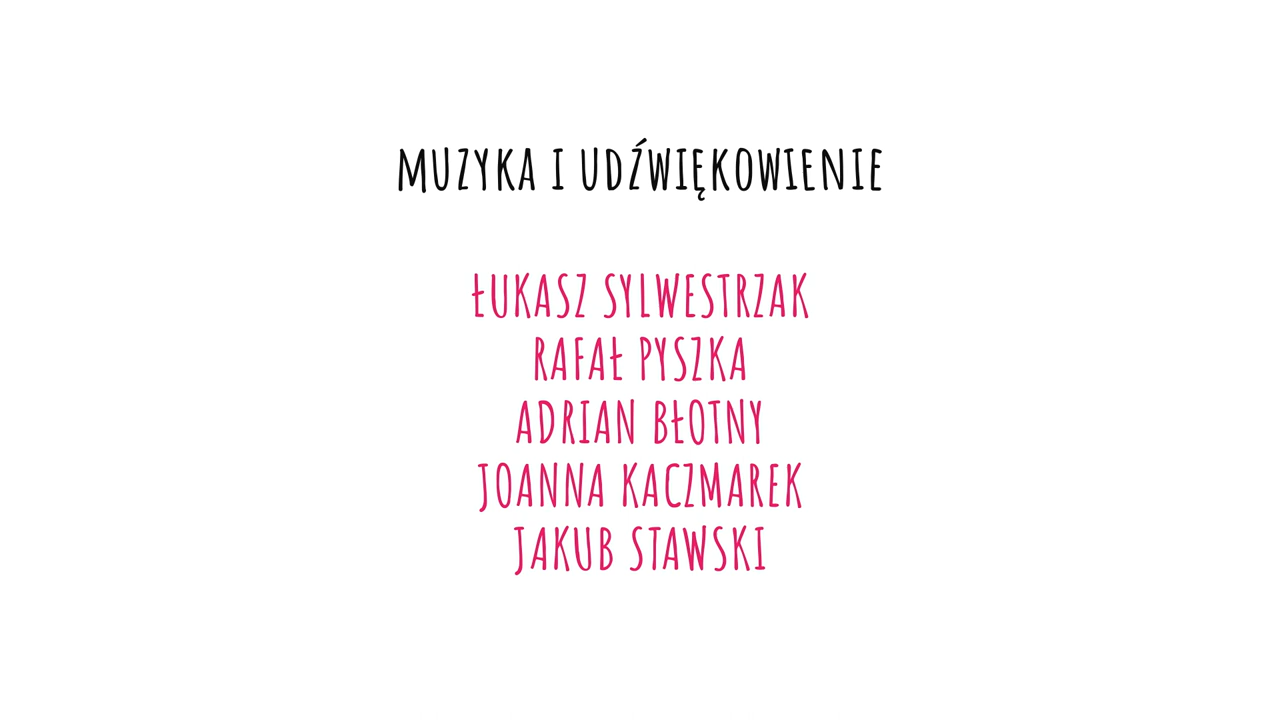 MUZYKA I UDŹWIĘKOWIENIE
ŁUKASZ SYLWESTRZAK
RAFAŁ PYSZKA
ADRIAN BŁOTNY
JOANNA KACZMAREK
JAKUB STAWSKI